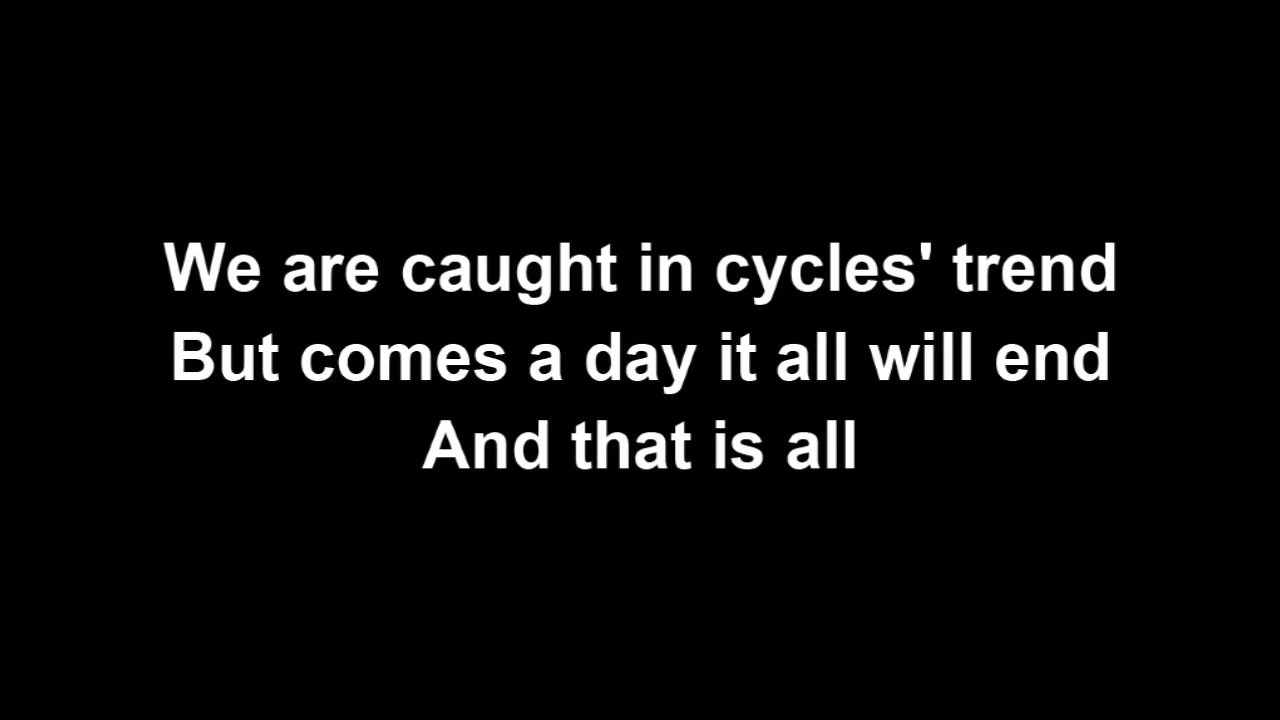 We are caught in cycles' trend
But comes a day it all will end
And that is all